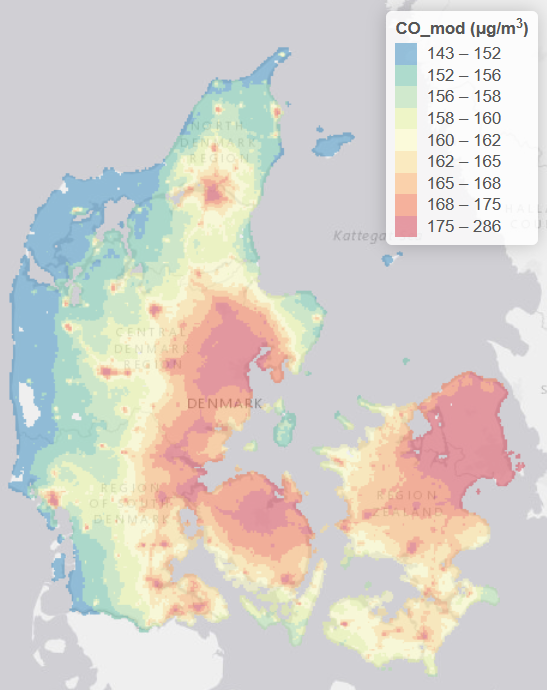 CO_mod (µg/m³)
143 – 152
152 – 156
156 – 158
158 – 160
160 – 162
162 – 165
165 – 168
168 – 175
175 – 286
NORTH
DENMARK
REGION
Kattega
CENTRAL
DENMARK
REGION
DENMARK
REGION
OF SOUTH
DENMARK
REGION
ZEALAND
S